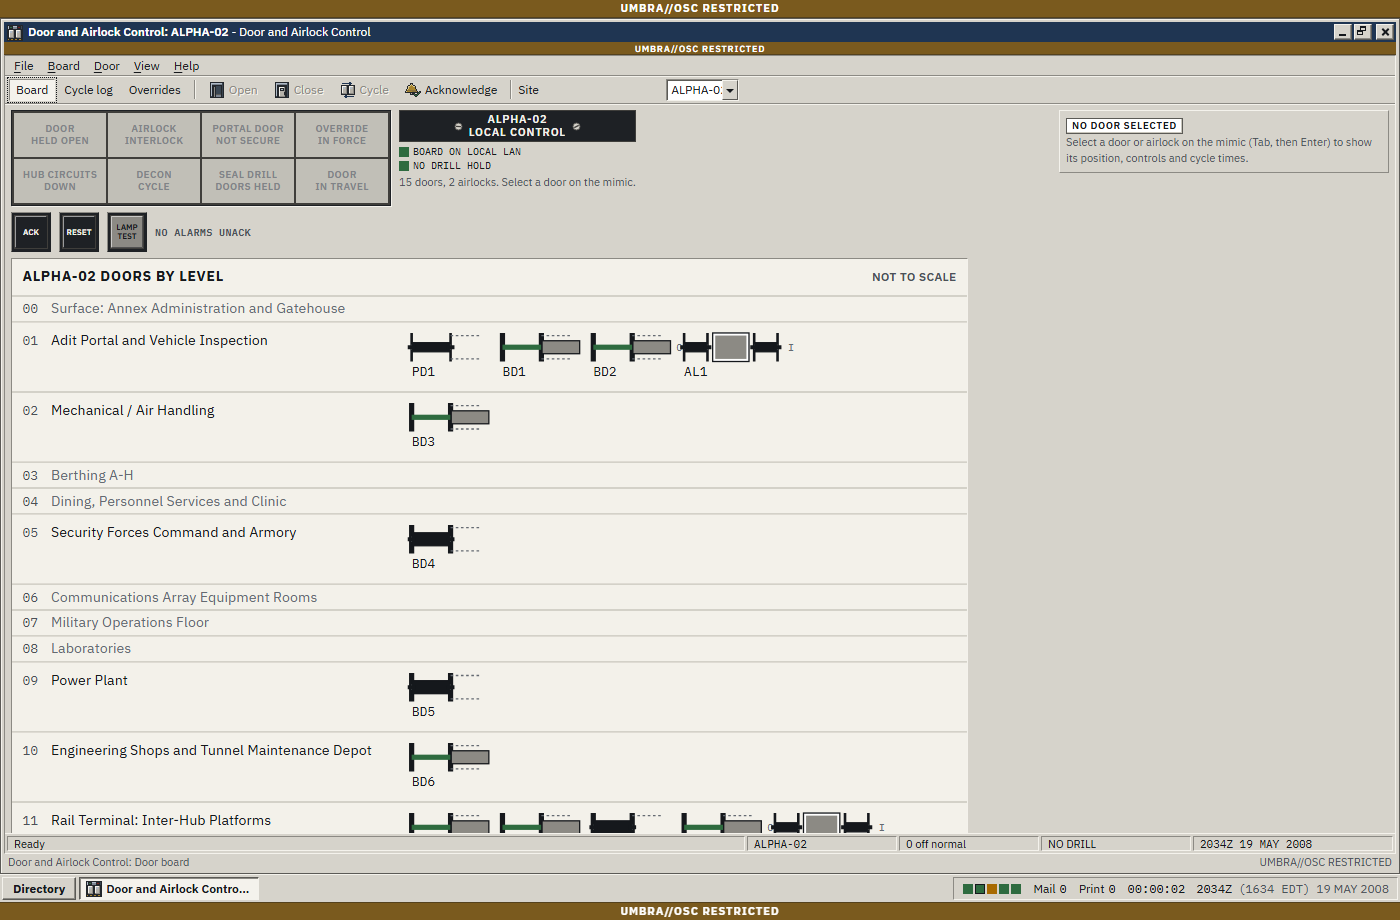 UMBRA//OSC RESTRICTED
Door and Airlock Control: ALPHA-02 - Door and Airlock Control
UMBRA//OSC RESTRICTED
File Board Door View Help
Board Cycle log Overrides Open Close Cycle Acknowledge Site
DOOR HELD OPEN
AIRLOCK INTERLOCK
PORTAL DOOR NOT SECURE
OVERRIDE IN FORCE
HUB CIRCUITS DOWN
DECON CYCLE
SEAL DRILL DOORS HELD
DOOR IN TRAVEL
ALPHA-02
LOCAL CONTROL
BOARD ON LOCAL LAN
NO DRILL HOLD
15 doors, 2 airlocks. Select a door on the mimic.
NO DOOR SELECTED
Select a door or airlock on the mimic (Tab, then Enter) to show
its position, controls and cycle times.
ACK RESET LAMP TEST NO ALARMS UNACK
ALPHA-02 DOORS BY LEVEL NOT TO SCALE
00 Surface: Annex Administration and Gatehouse
01 Adit Portal and Vehicle Inspection
O I
PD1 BD1 BD2 AL1
02 Mechanical / Air Handling
BD3
03 Berthing A-H
04 Dining, Personnel Services and Clinic
05 Security Forces Command and Armory
BD4
06 Communications Array Equipment Rooms
07 Military Operations Floor
08 Laboratories
09 Power Plant
BD5
10 Engineering Shops and Tunnel Maintenance Depot
BD6
11 Rail Terminal: Inter-Hub Platforms
O I
Ready ALPHA-02 0 off normal NO DRILL 2034Z 19 MAY 2008
Door and Airlock Control: Door board UMBRA//OSC RESTRICTED
Directory Door and Airlock Contro... Mail 0 Print 0 00:00:02 2034Z (1634 EDT) 19 MAY 2008
UMBRA//OSC RESTRICTED